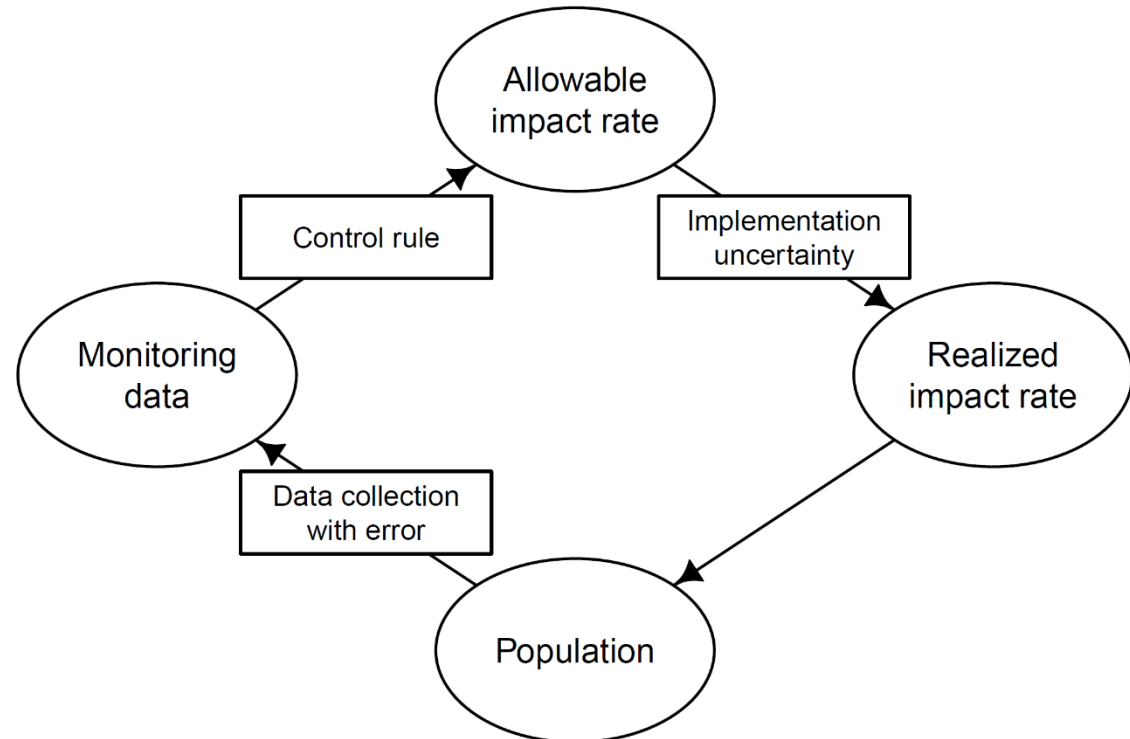 Allowable
impact rate
Control rule
Implementation
uncertainty
Monitoring
data
Realized
impact rate
Data collection
with error
Population